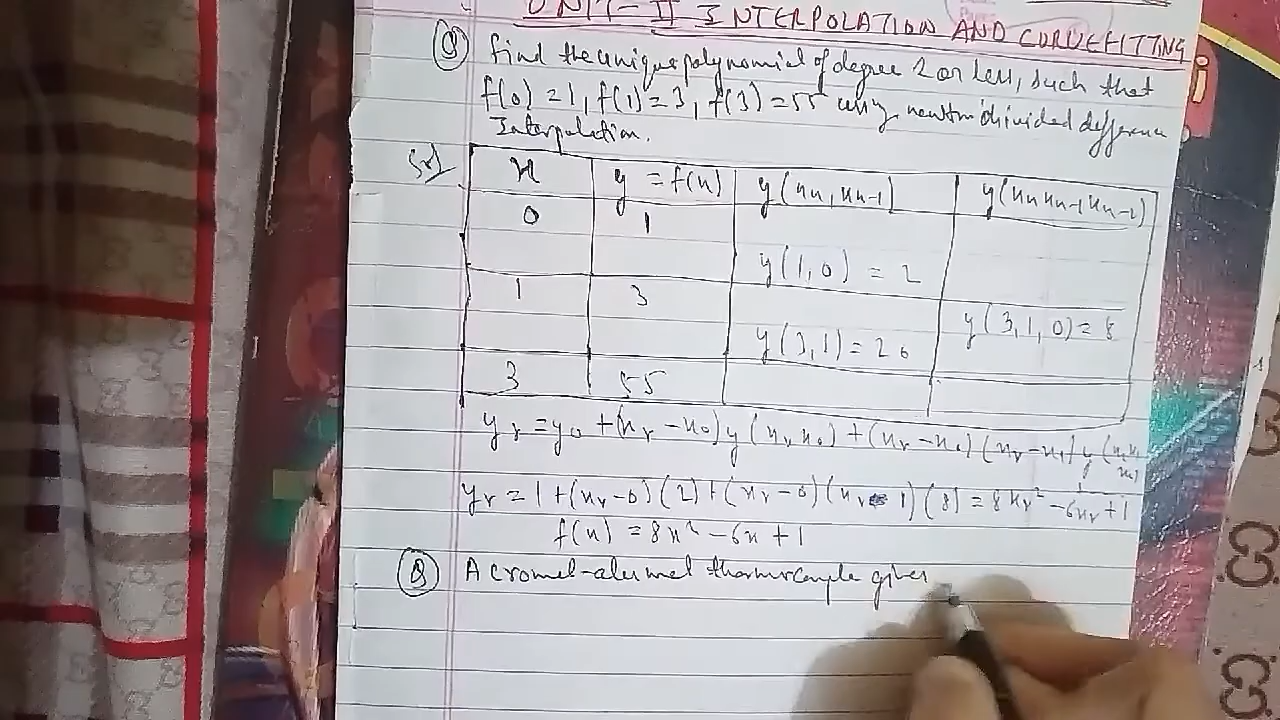 UNIT-II INTERPOLATION AND CURVEFITTING
Q find the unique polynomial of degree 2 or less, such that
f(0) = 1, f(1) = 3, f(3) = 55 using newton divided difference
Interpolation.
Sol
x y = f(x) y(xn, xn-1) y(xn xn-1 xn-2)
0 1
y(1,0) = 2
1 3
y(3,1,0) = 8
y(3,1) = 26
3 55
yr = y0 + (xr - x0) y(x1, x0) + (xr - x0) (xr - x1) y(
yr = 1 + (xr - 0) (2) + (xr - 0) (xr - 1) (8) = 8xr² - 6xr + 1
f(x) = 8x² - 6x + 1
Q A cromel-alumel thermocouple gives
i